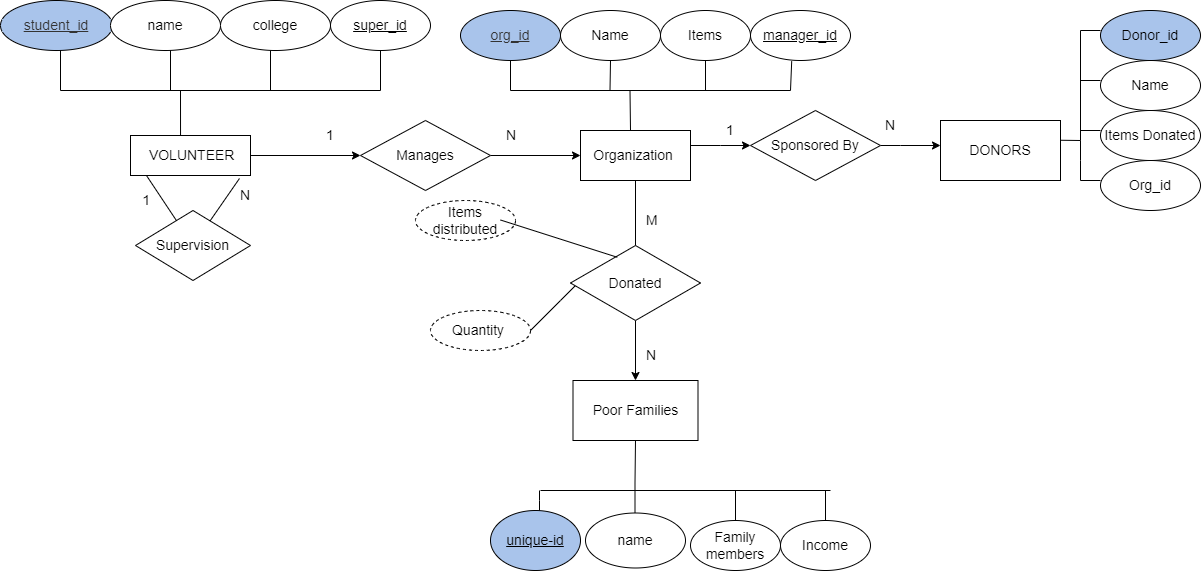 student_id
name
college
super_id
org_id
Name
Items
manager_id
Donor_id
Name
Items Donated
Org_id
VOLUNTEER
1
Manages
N
Organization
1
Sponsored By
N
DONORS
1
N
Supervision
Items
distributed
M
Donated
Quantity
N
Poor Families
unique-id
name
Family
members
Income